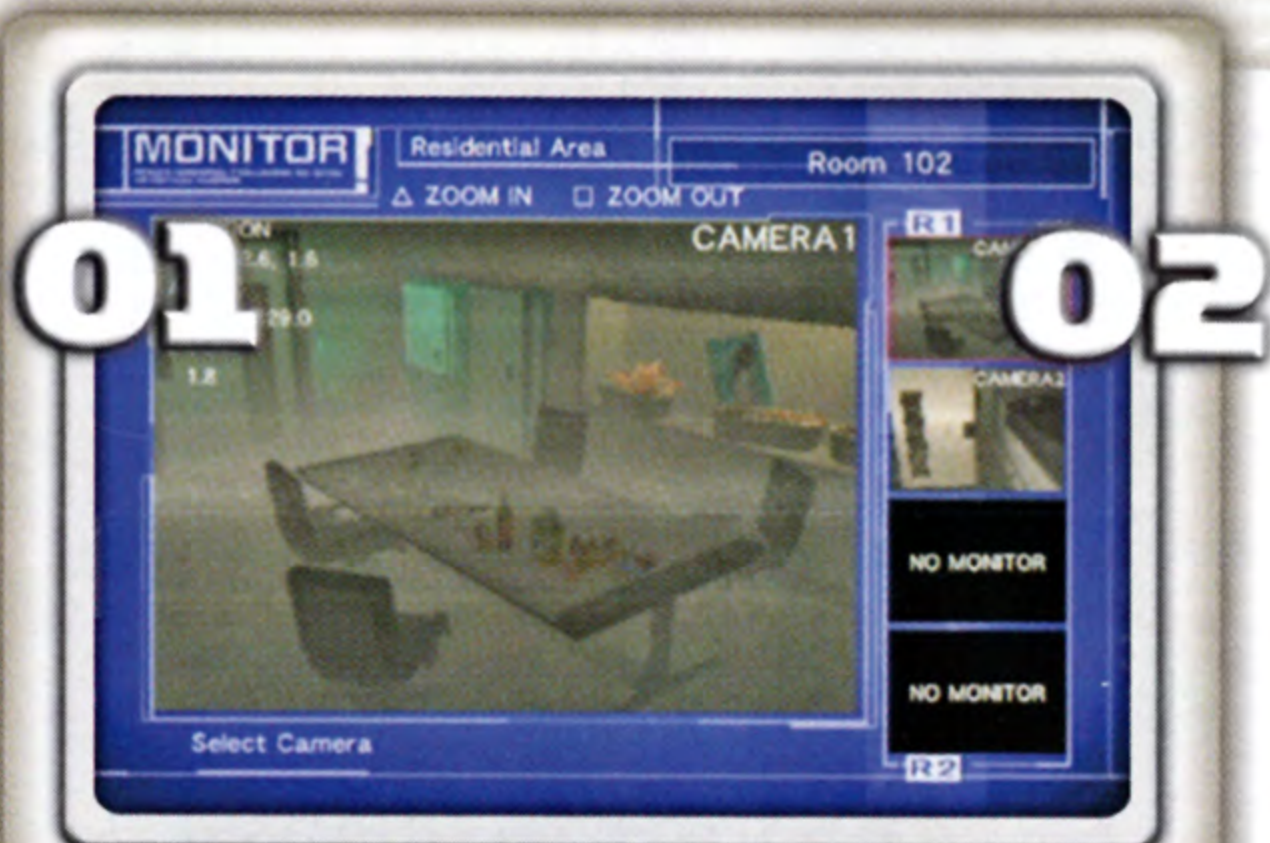 MONITOR
Residential Area
Room 102
△ ZOOM IN □ ZOOM OUT
01
02
CAMERA1
R1
29.0
1.8
CAMERA2
NO MONITOR
NO MONITOR
Select Camera
R2